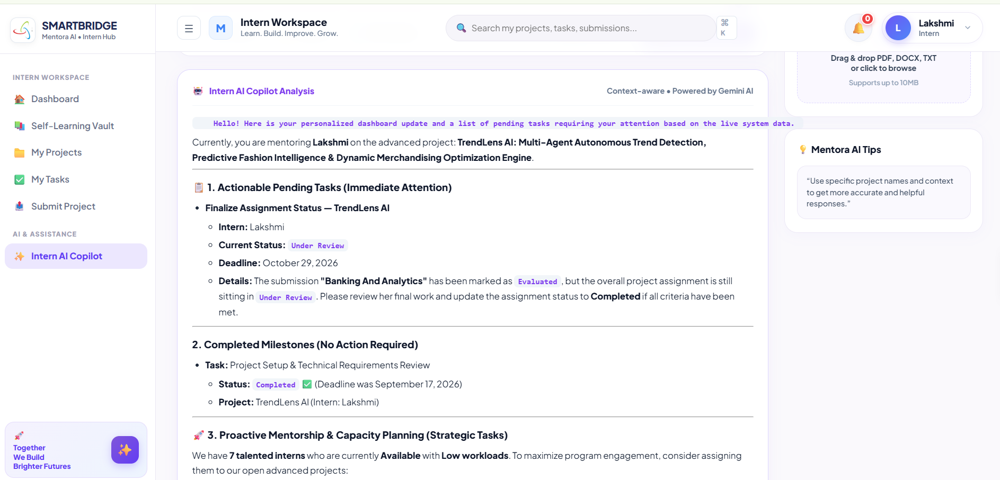 SMARTBRIDGE
Mentora AI • Intern Hub
INTERN WORKSPACE
Dashboard
Self-Learning Vault
My Projects
My Tasks
Submit Project
AI & ASSISTANCE
Intern AI Copilot
Together
We Build
Brighter Futures
M
Intern Workspace
Learn. Build. Improve. Grow.
Search my projects, tasks, submissions...
⌘
K
0
L
Lakshmi
Intern
Intern AI Copilot Analysis
Context-aware • Powered by Gemini AI
Hello! Here is your personalized dashboard update and a list of pending tasks requiring your attention based on the live system data.
Currently, you are mentoring Lakshmi on the advanced project: TrendLens AI: Multi-Agent Autonomous Trend Detection,
Predictive Fashion Intelligence & Dynamic Merchandising Optimization Engine.
1. Actionable Pending Tasks (Immediate Attention)
• Finalize Assignment Status — TrendLens AI
Intern: Lakshmi
Current Status: Under Review
Deadline: October 29, 2026
Details: The submission "Banking And Analytics" has been marked as Evaluated, but the overall project assignment is still
sitting in Under Review. Please review her final work and update the assignment status to Completed if all criteria have been
met.
2. Completed Milestones (No Action Required)
• Task: Project Setup & Technical Requirements Review
Status: Completed ✅ (Deadline was September 17, 2026)
Project: TrendLens AI (Intern: Lakshmi)
3. Proactive Mentorship & Capacity Planning (Strategic Tasks)
We have 7 talented interns who are currently Available with Low workloads. To maximize program engagement, consider assigning
them to our open advanced projects:
Drag & drop PDF, DOCX, TXT
or click to browse
Supports up to 10MB
Mentora AI Tips
“Use specific project names and context
to get more accurate and helpful
responses.”